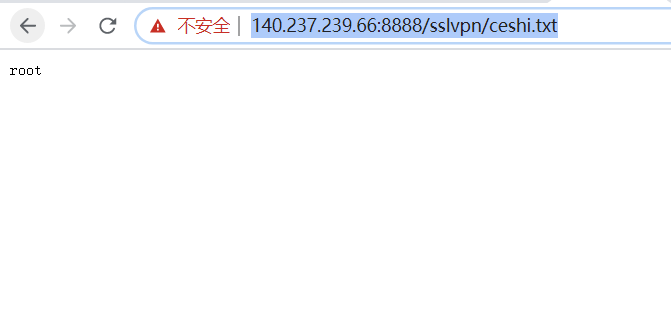 不安全 | 140.237.239.66:8888/sslvpn/ceshi.txt
root